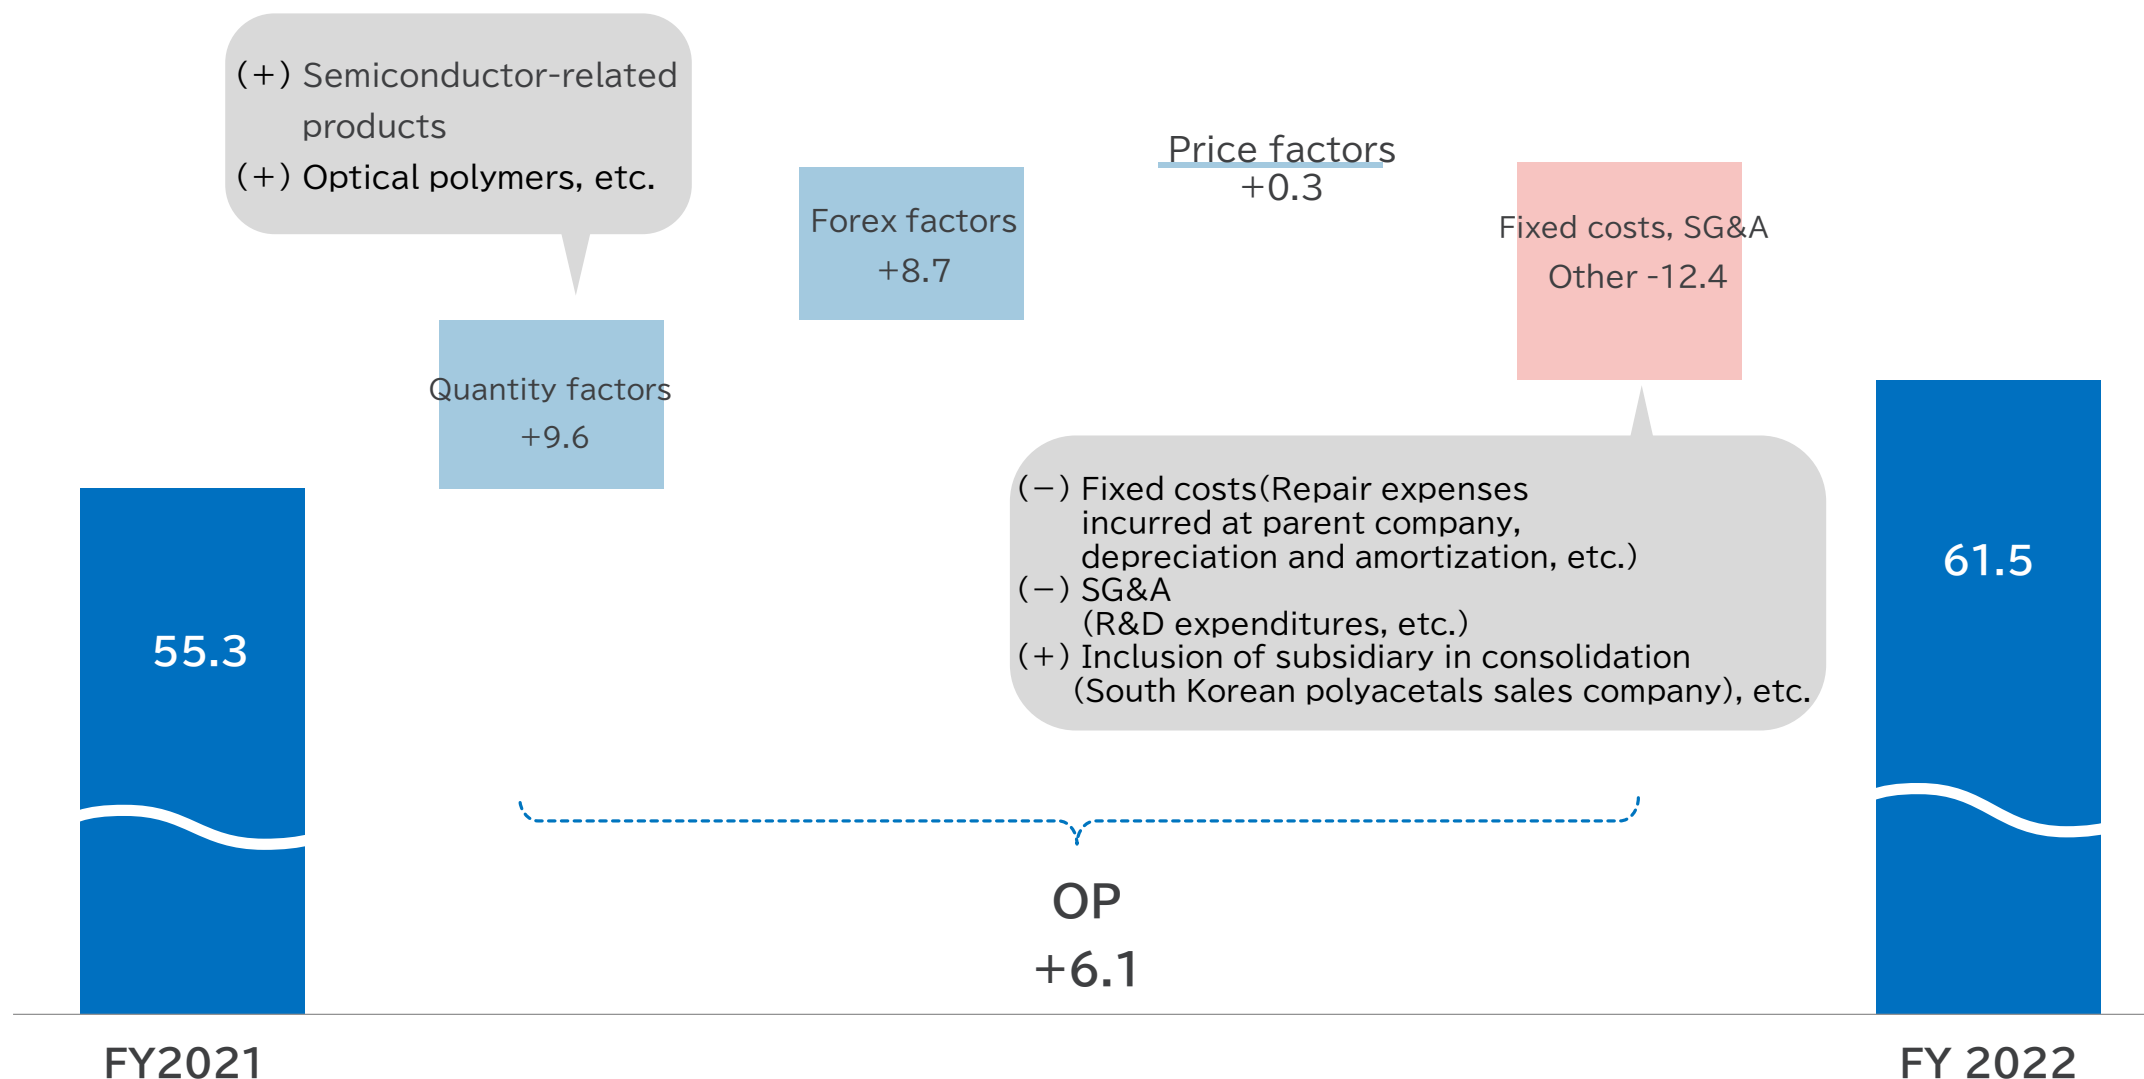 (+) Semiconductor-related
products
(+) Optical polymers, etc.
Quantity factors
+9.6
Forex factors
+8.7
Price factors
+0.3
Fixed costs, SG&A
Other -12.4
(−) Fixed costs(Repair expenses
incurred at parent company,
depreciation and amortization, etc.)
(−) SG&A
(R&D expenditures, etc.)
(+) Inclusion of subsidiary in consolidation
(South Korean polyacetals sales company), etc.
55.3
61.5
OP
+6.1
FY2021
FY 2022